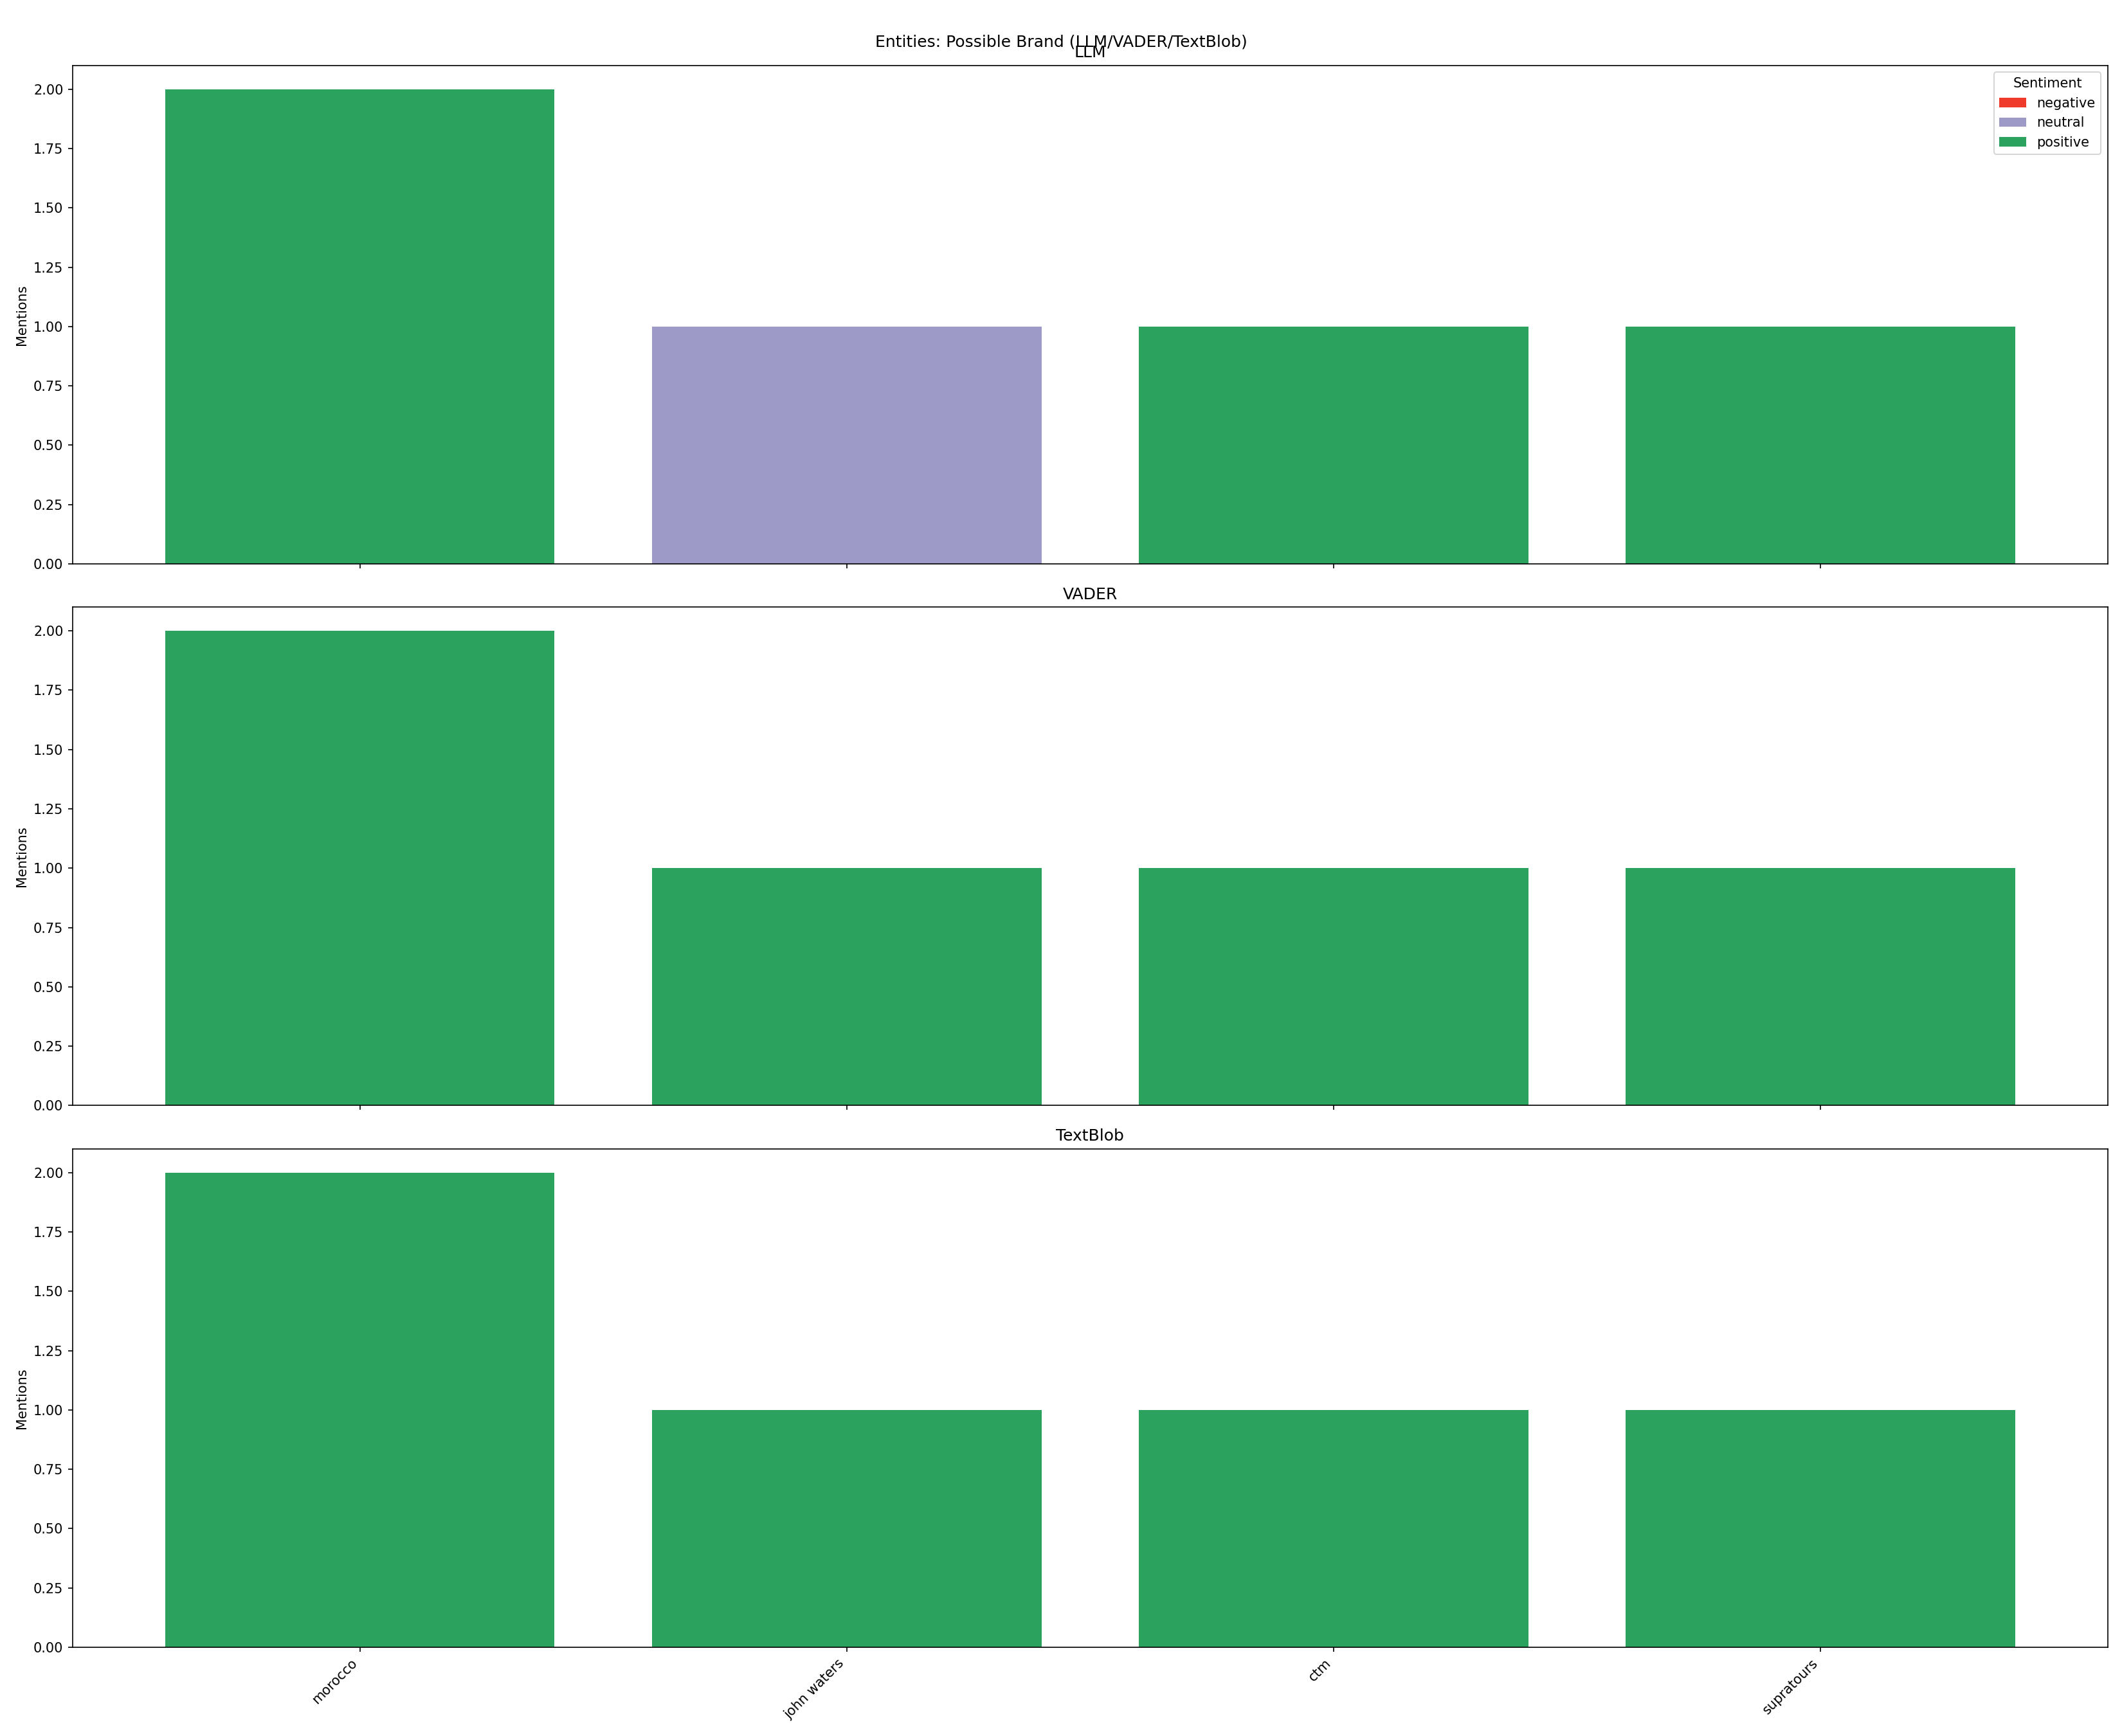 Entities: Possible Brand (LLM/VADER/TextBlob)
LLM
Sentiment
negative
neutral
positive
Mentions
2.00
1.75
1.50
1.25
1.00
0.75
0.50
0.25
0.00
VADER
Mentions
2.00
1.75
1.50
1.25
1.00
0.75
0.50
0.25
0.00
TextBlob
Mentions
2.00
1.75
1.50
1.25
1.00
0.75
0.50
0.25
0.00
morocco
john waters
ctm
supratours